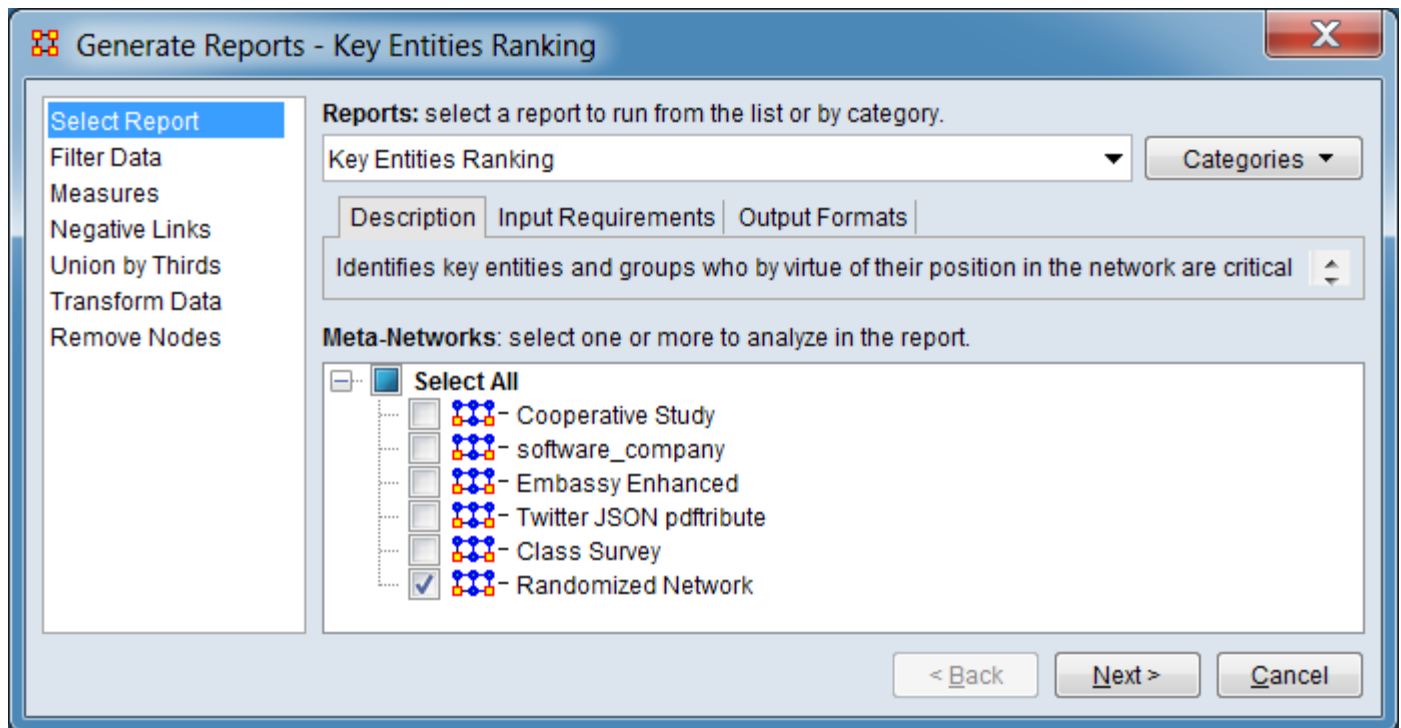 Generate Reports - Key Entities Ranking
Select Report
Filter Data
Measures
Negative Links
Union by Thirds
Transform Data
Remove Nodes
Reports: select a report to run from the list or by category.
Key Entities Ranking
Categories
Description Input Requirements Output Formats
Identifies key entities and groups who by virtue of their position in the network are critical
Meta-Networks: select one or more to analyze in the report.
Select All
Cooperative Study
software_company
Embassy Enhanced
Twitter JSON pdftribute
Class Survey
Randomized Network
< Back Next > Cancel